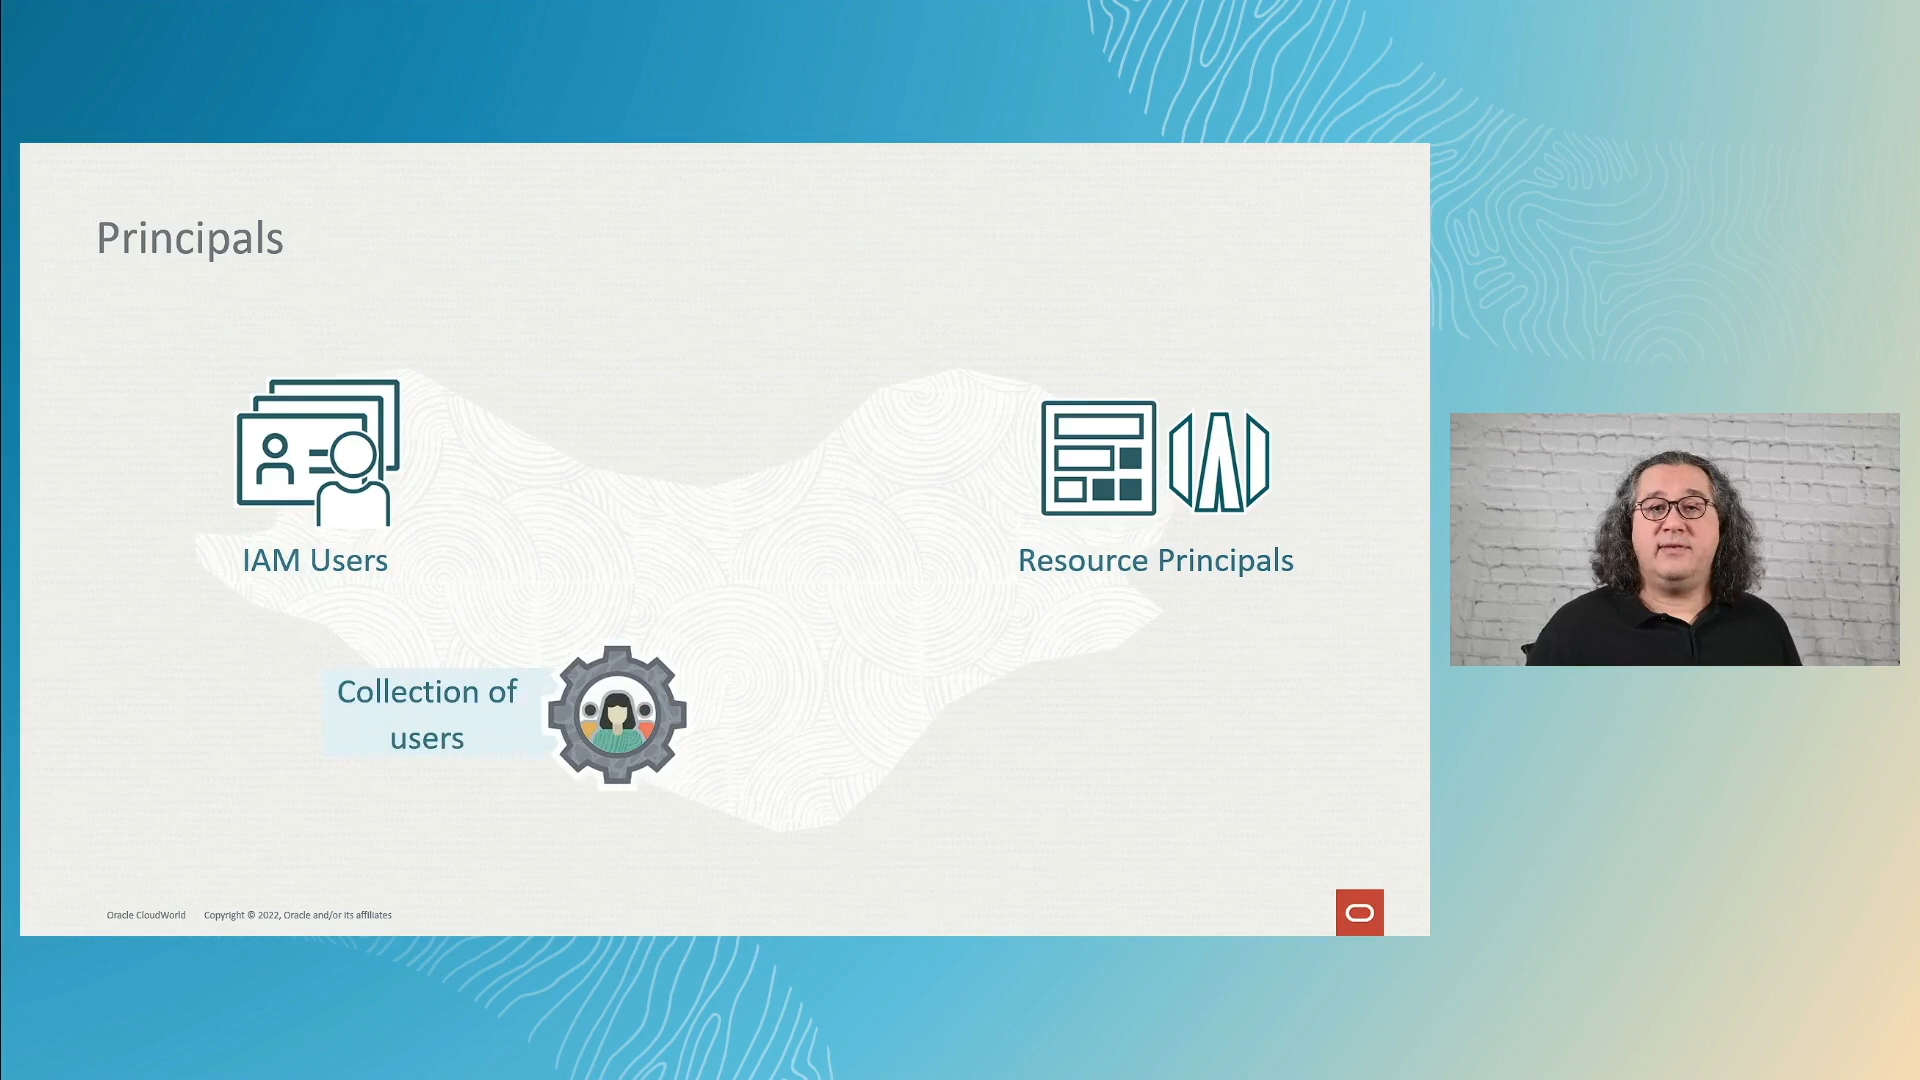 Principals
IAM Users
Resource Principals
Collection of
users
Oracle CloudWorld Copyright © 2022, Oracle and/or its affiliates